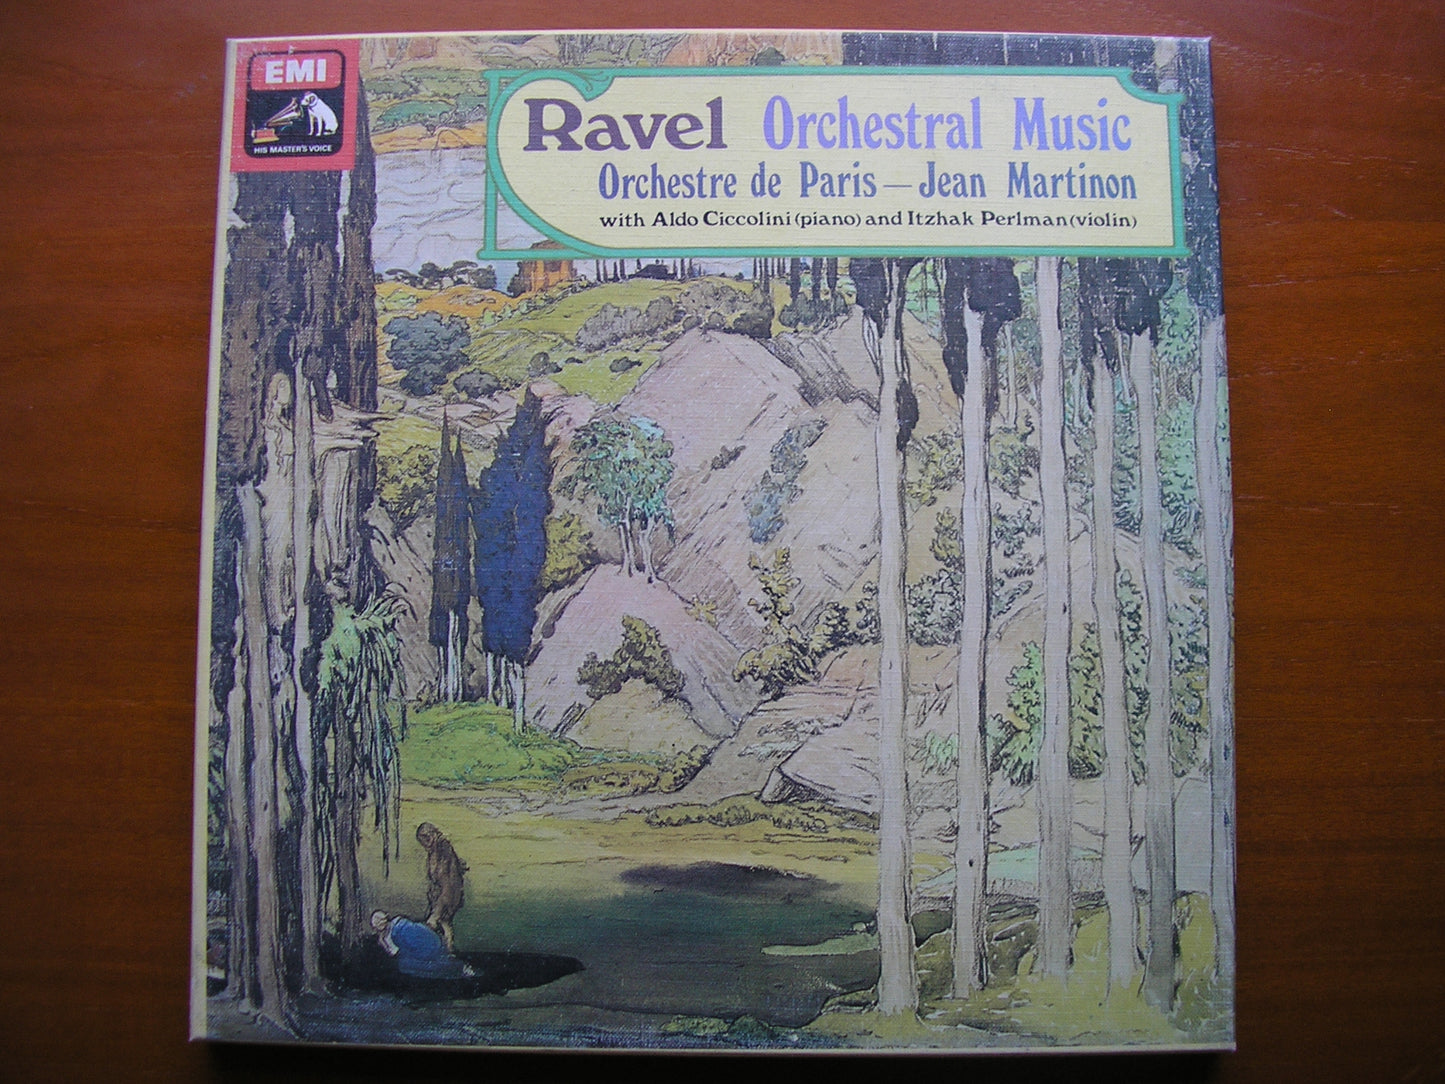 EMI
HIS MASTER'S VOICE
Ravel Orchestral Music
Orchestre de Paris — Jean Martinon
with Aldo Ciccolini (piano) and Itzhak Perlman (violin)